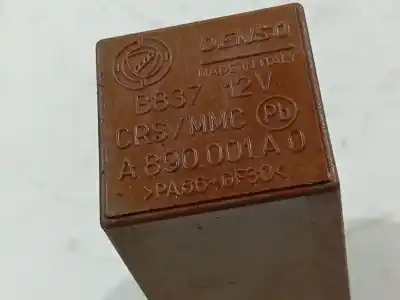 DENSO
MADE IN ITALY
B837 12V
CRS/MMC Pb
A 890 001 A 0
>PA66-GF30<